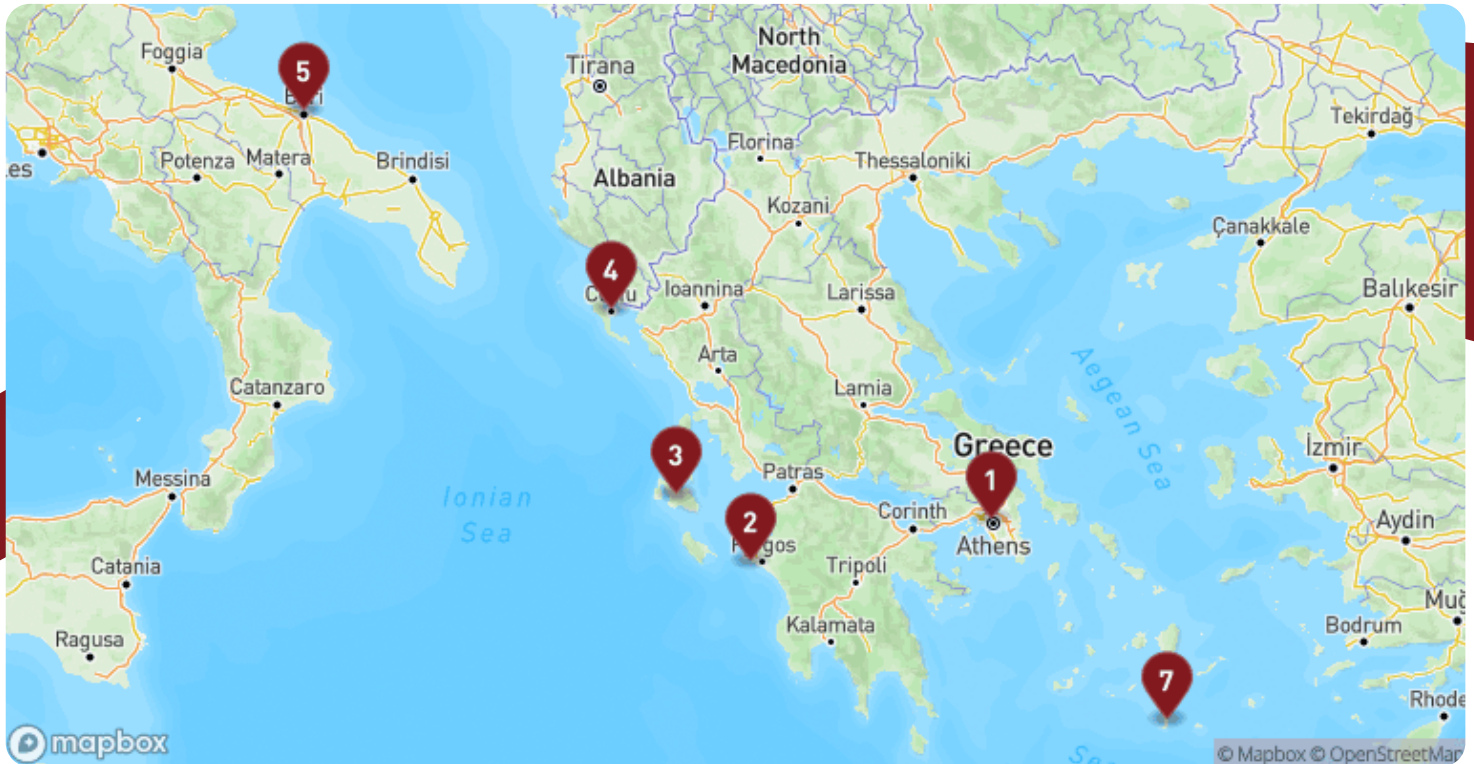 North
Macedonia
Foggia
Tirana
5
Tekirdağ
Florina
Potenza
Matera
Brindisi
Thessaloniki
Albania
Kozani
Çanakkale
4
Ioannina
Larissa
Balıkesir
Arta
Catanzaro
Lamia
Aegean Sea
Greece
İzmir
3
Messina
Patras
1
Ionian
Sea
Corinth
2
Aydin
Athens
Catania
Tripoli
Kalamata
Bodrum
Ragusa
7
mapbox
© Mapbox © OpenStreetMap